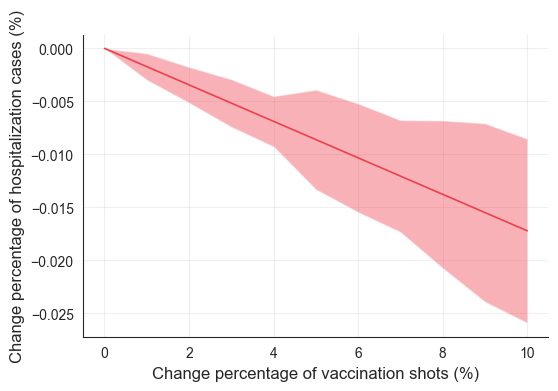 Change percentage of hospitalization cases (%)
0.000
−0.005
−0.010
−0.015
−0.020
−0.025
0 2 4 6 8 10
Change percentage of vaccination shots (%)